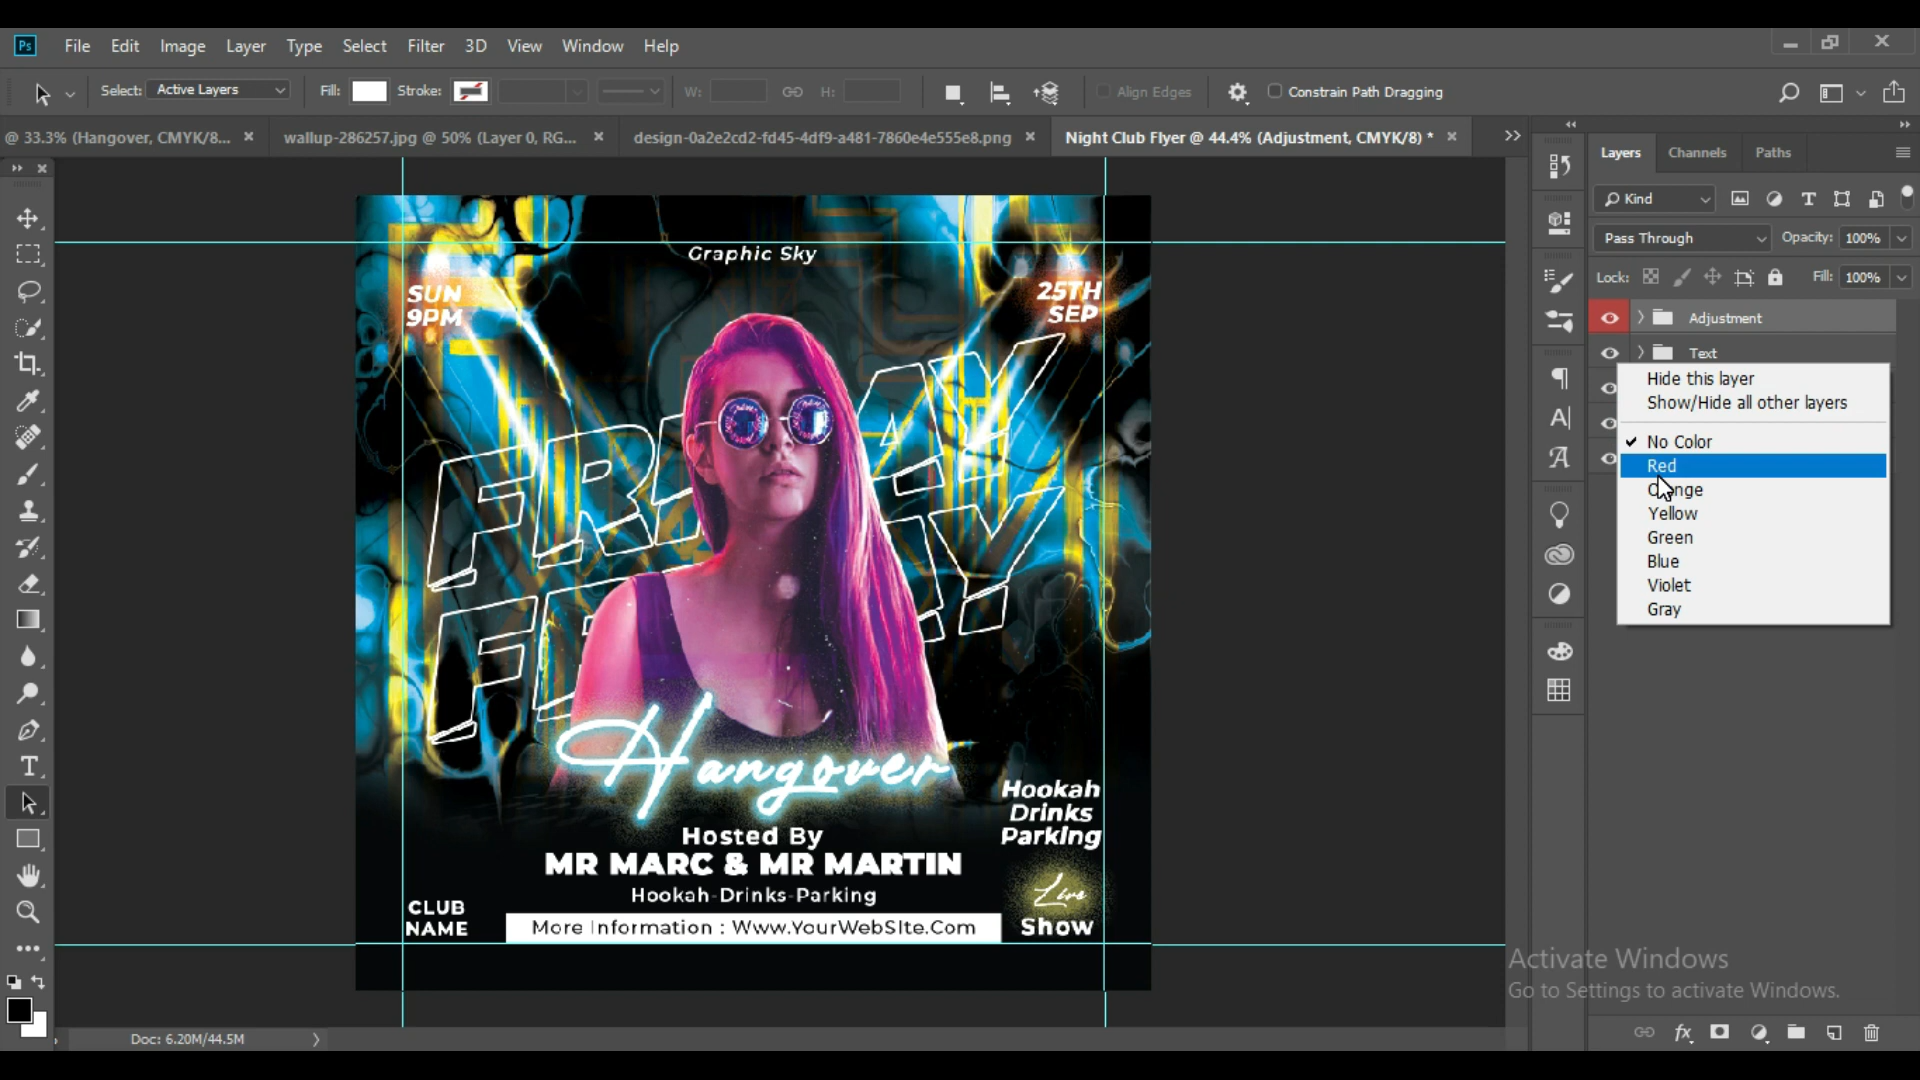 Ps File Edit Image Layer Type Select Filter 3D View Window Help
Select: Active Layers Fill: Stroke: W: H: Align Edges Constrain Path Dragging
@ 33.3% (Hangover, CMYK/8... × wallup-286257.jpg @ 50% (Layer 0, RG... × design-0a2e2cd2-fd45-4df9-a481-7860e4e555e8.png × Night Club Flyer @ 44.4% (Adjustment, CMYK/8) * ×
Layers Channels Paths
Kind
Pass Through Opacity: 100%
Lock: Fill: 100%
Adjustment
Text
Hide this layer
Show/Hide all other layers
No Color
Red
Yellow
Green
Blue
Violet
Gray
Graphic Sky
SUN
9PM
25TH
SEP
Hangover
Hookah
Drinks
Parking
Hosted By
MR MARC & MR MARTIN
Hookah-Drinks-Parking
CLUB
NAME
More Information : Www.YourWebSIte.Com
Live
Show
Activate Windows
Go to Settings to activate Windows.
Doc: 6.20M/44.5M